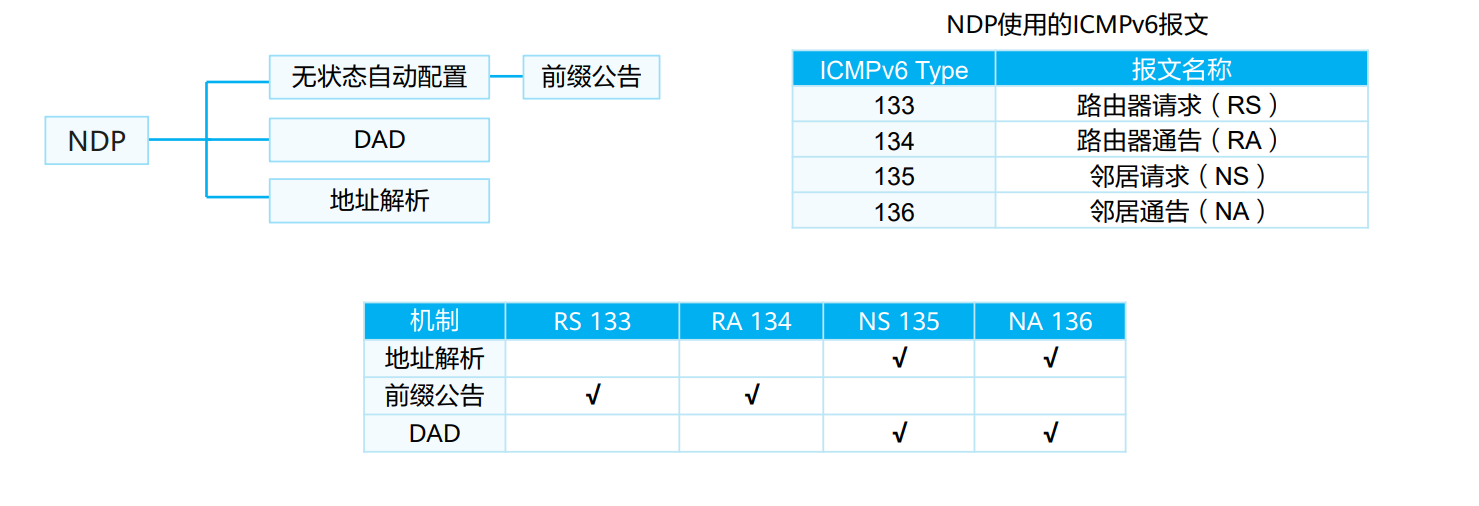 NDP
无状态自动配置 前缀公告
DAD
地址解析
NDP使用的ICMPv6报文
ICMPv6 Type 报文名称
133 路由器请求（RS）
134 路由器通告（RA）
135 邻居请求（NS）
136 邻居通告（NA）
机制 RS 133 RA 134 NS 135 NA 136
地址解析 √ √
前缀公告 √ √
DAD √ √